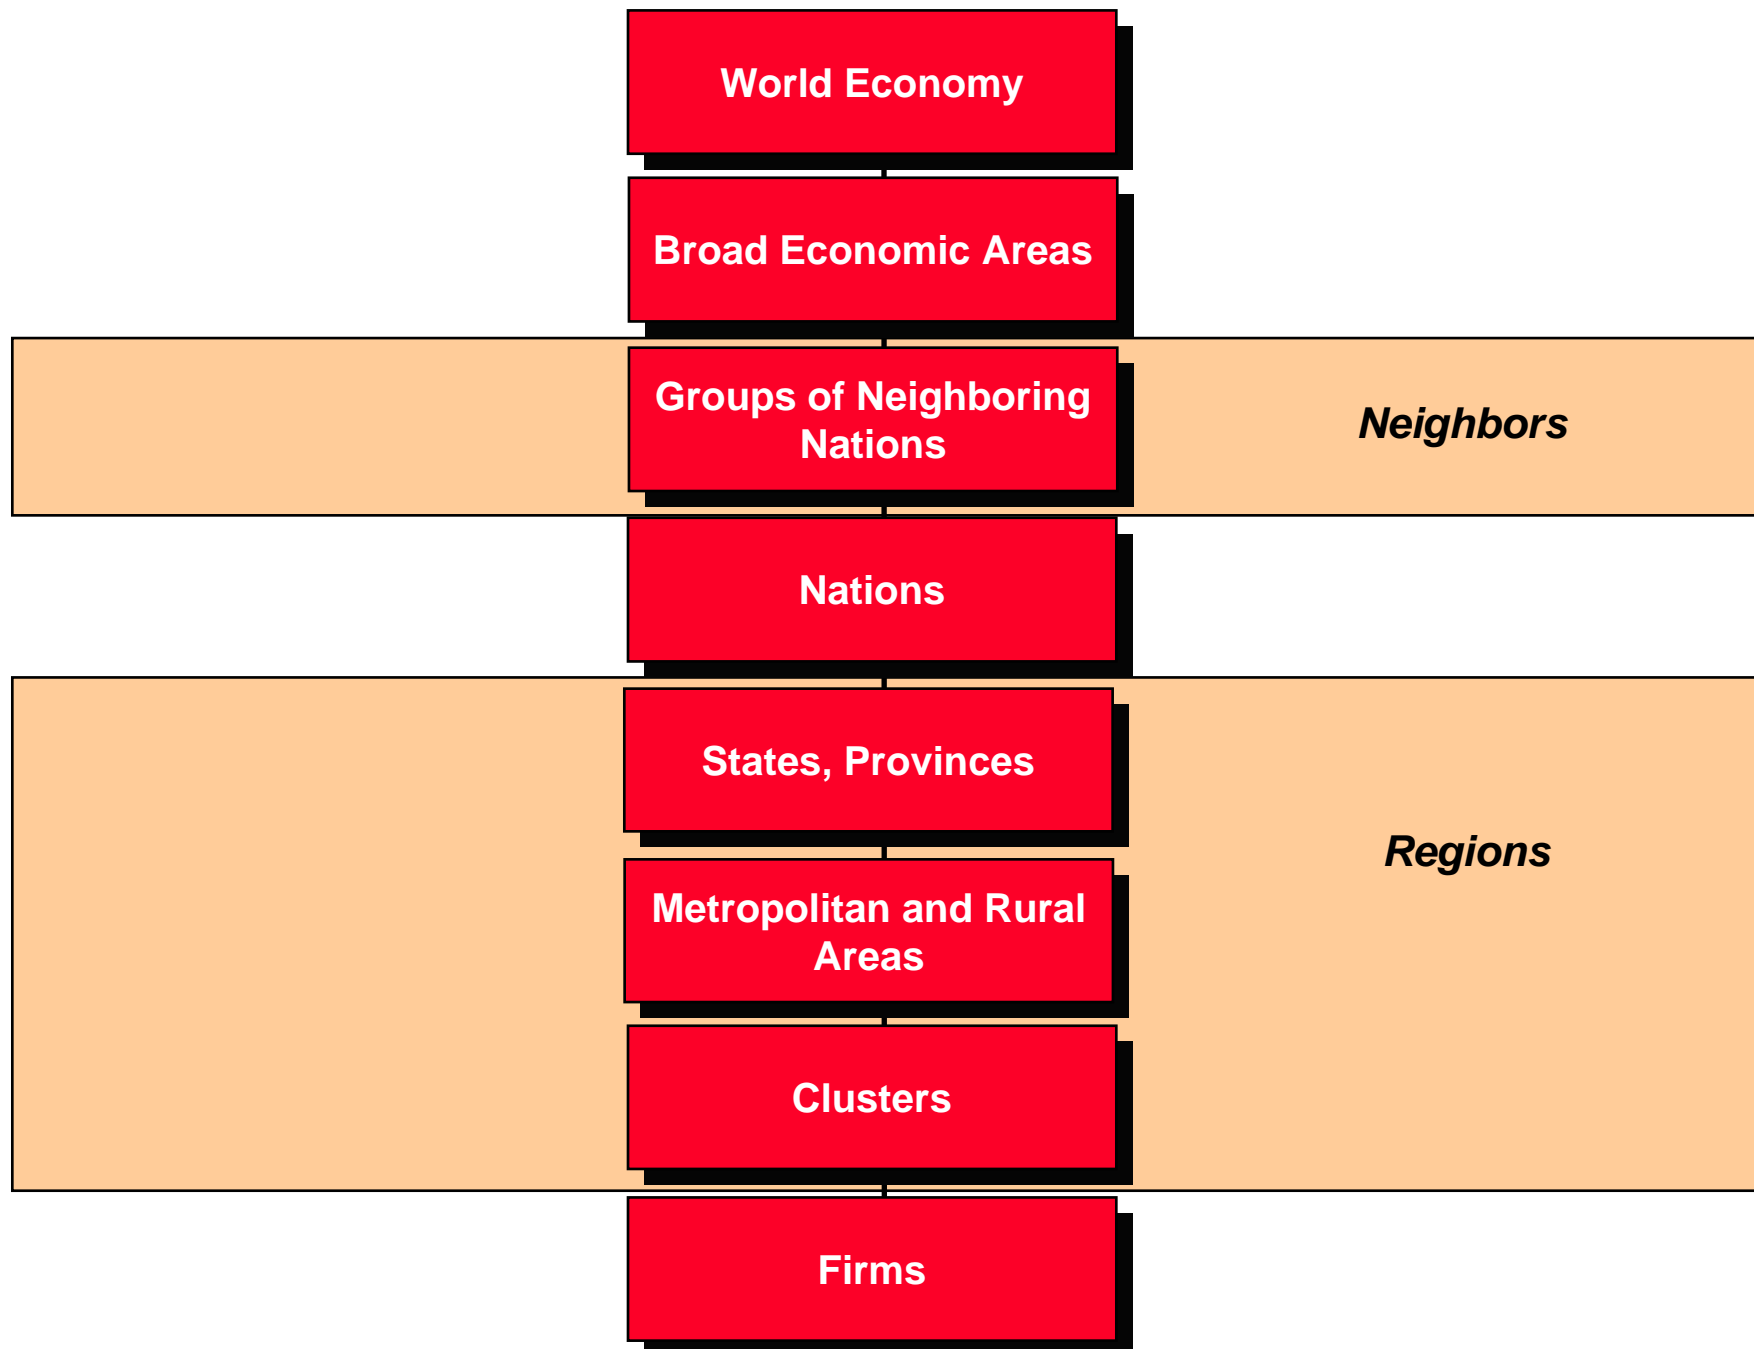 World Economy
Broad Economic Areas
Groups of Neighboring
Nations
Neighbors
Nations
States, Provinces
Regions
Metropolitan and Rural
Areas
Clusters
Firms